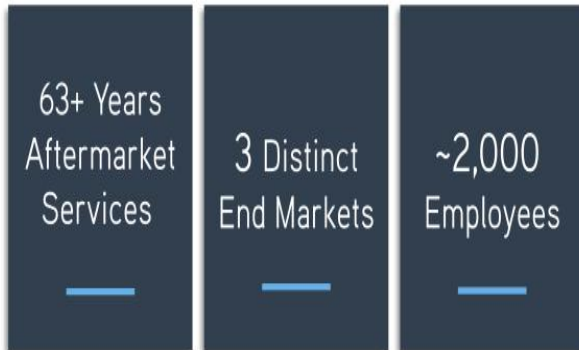 63+ Years
Aftermarket
Services
3 Distinct
End Markets
~2,000
Employees